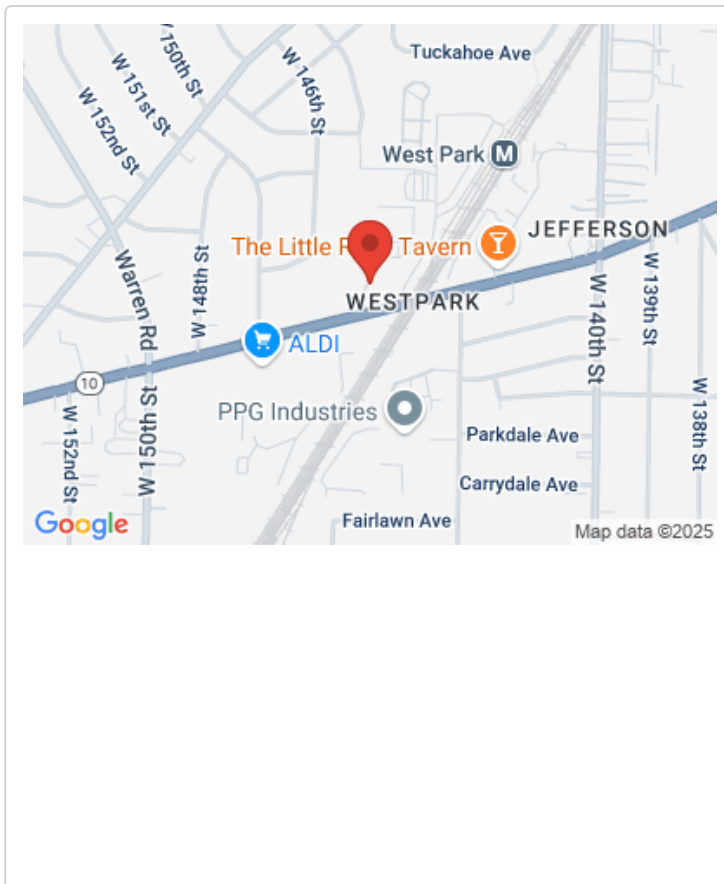 Tuckahoe Ave
W 150th St
W 146th St
W 151st St
W 152nd St
West Park M
JEFFERSON
The Little Tavern
WESTPARK
Warren Rd
W 148th St
W 139th St
W 140th St
ALDI
10
PPG Industries
W 138th St
W 152nd St
W 150th St
Parkdale Ave
Carrydale Ave
Fairlawn Ave
Google
Map data ©2025